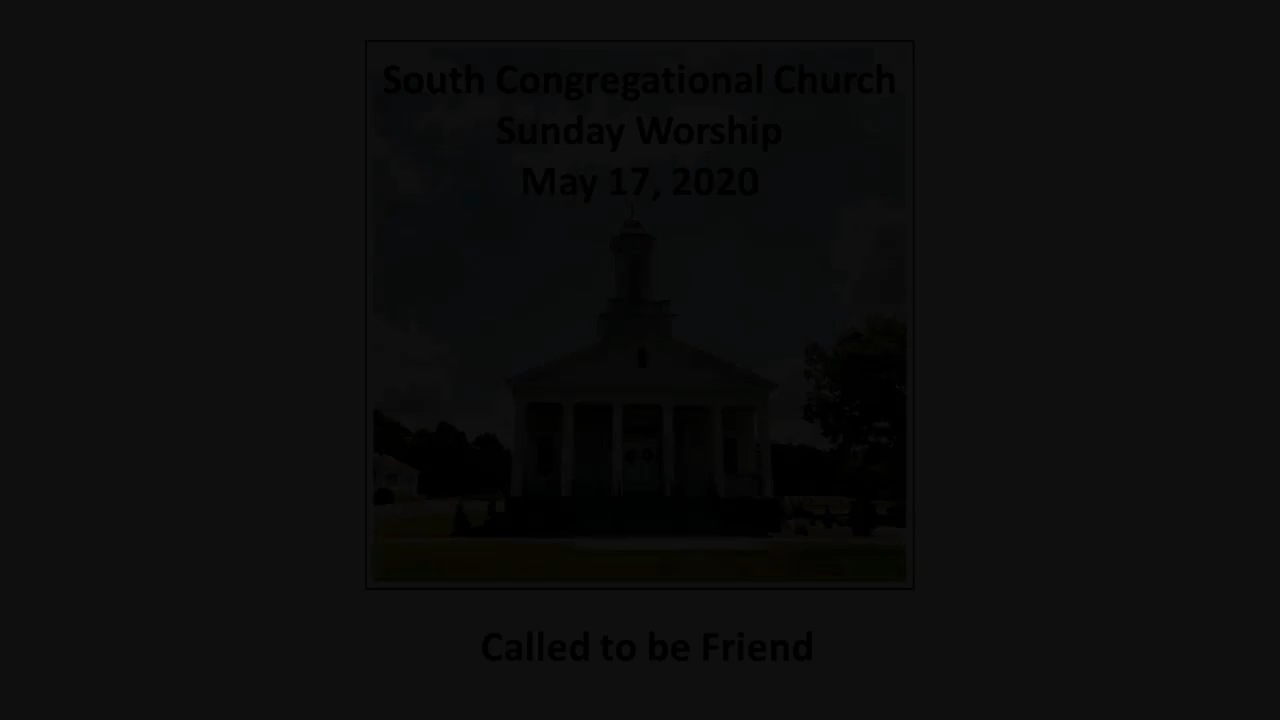 South Congregational Church
Sunday Worship
May 17, 2020
Called to be Friend